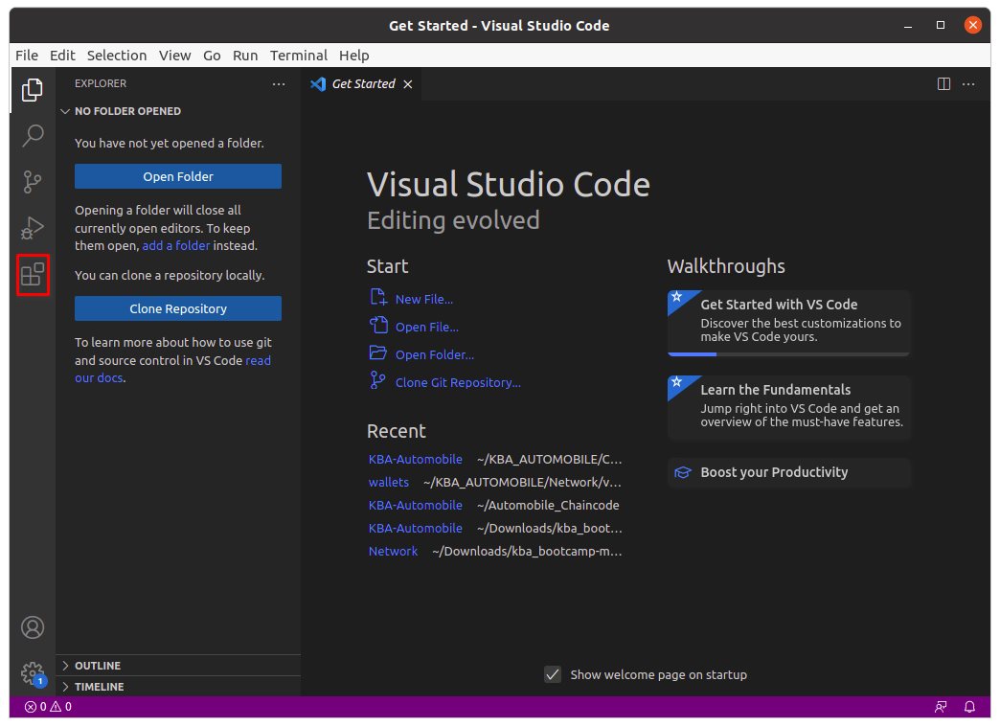 Get Started - Visual Studio Code
File Edit Selection View Go Run Terminal Help
EXPLORER
Get Started
NO FOLDER OPENED
You have not yet opened a folder.
Open Folder
Opening a folder will close all
currently open editors. To keep
them open, add a folder instead.
You can clone a repository locally.
Clone Repository
To learn more about how to use git
and source control in VS Code read
our docs.
OUTLINE
TIMELINE
1
Visual Studio Code
Editing evolved
Start
New File...
Open File...
Open Folder...
Clone Git Repository...
Recent
KBA-Automobile ~/KBA_AUTOMOBILE/C...
wallets ~/KBA_AUTOMOBILE/Network/v...
KBA-Automobile ~/Automobile_Chaincode
KBA-Automobile ~/Downloads/kba_boot...
Network ~/Downloads/kba_bootcamp-m...
Walkthroughs
Get Started with VS Code
Discover the best customizations to
make VS Code yours.
Learn the Fundamentals
Jump right into VS Code and get an
overview of the must-have features.
Boost your Productivity
Show welcome page on startup
0 0